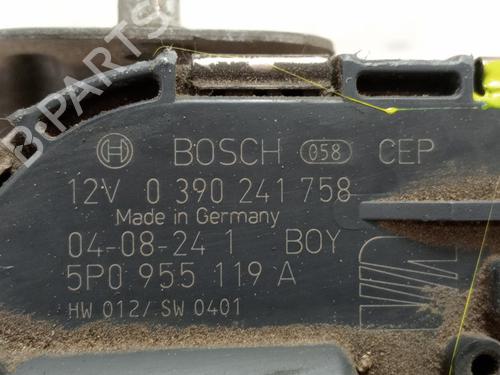 B-PARTS
BOSCH 058 CEP
12V 0 390 241 758
Made in Germany
04-08-24 1 BOY
5P0 955 119 A
HW 012/ SW 0401